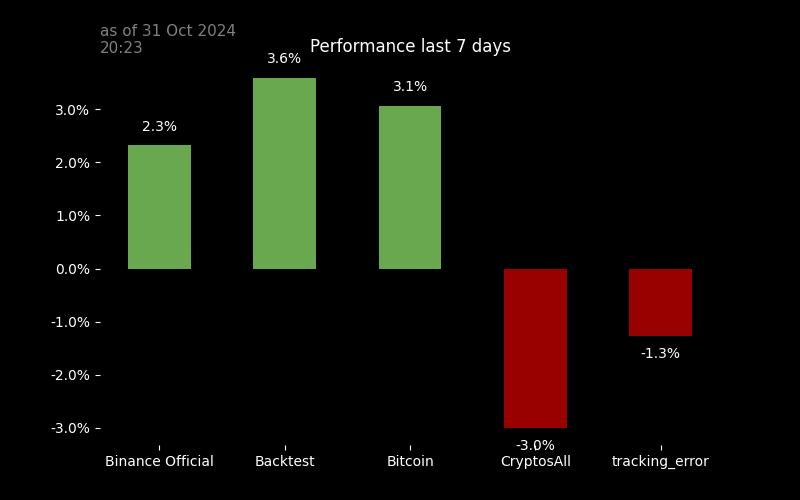 as of 31 Oct 2024
20:23
Performance last 7 days
3.6%
3.1%
2.3%
3.0%
2.0%
1.0%
0.0%
-1.0%
-1.3%
-2.0%
-3.0%
-3.0%
Binance Official
Backtest
Bitcoin
CryptosAll
tracking_error